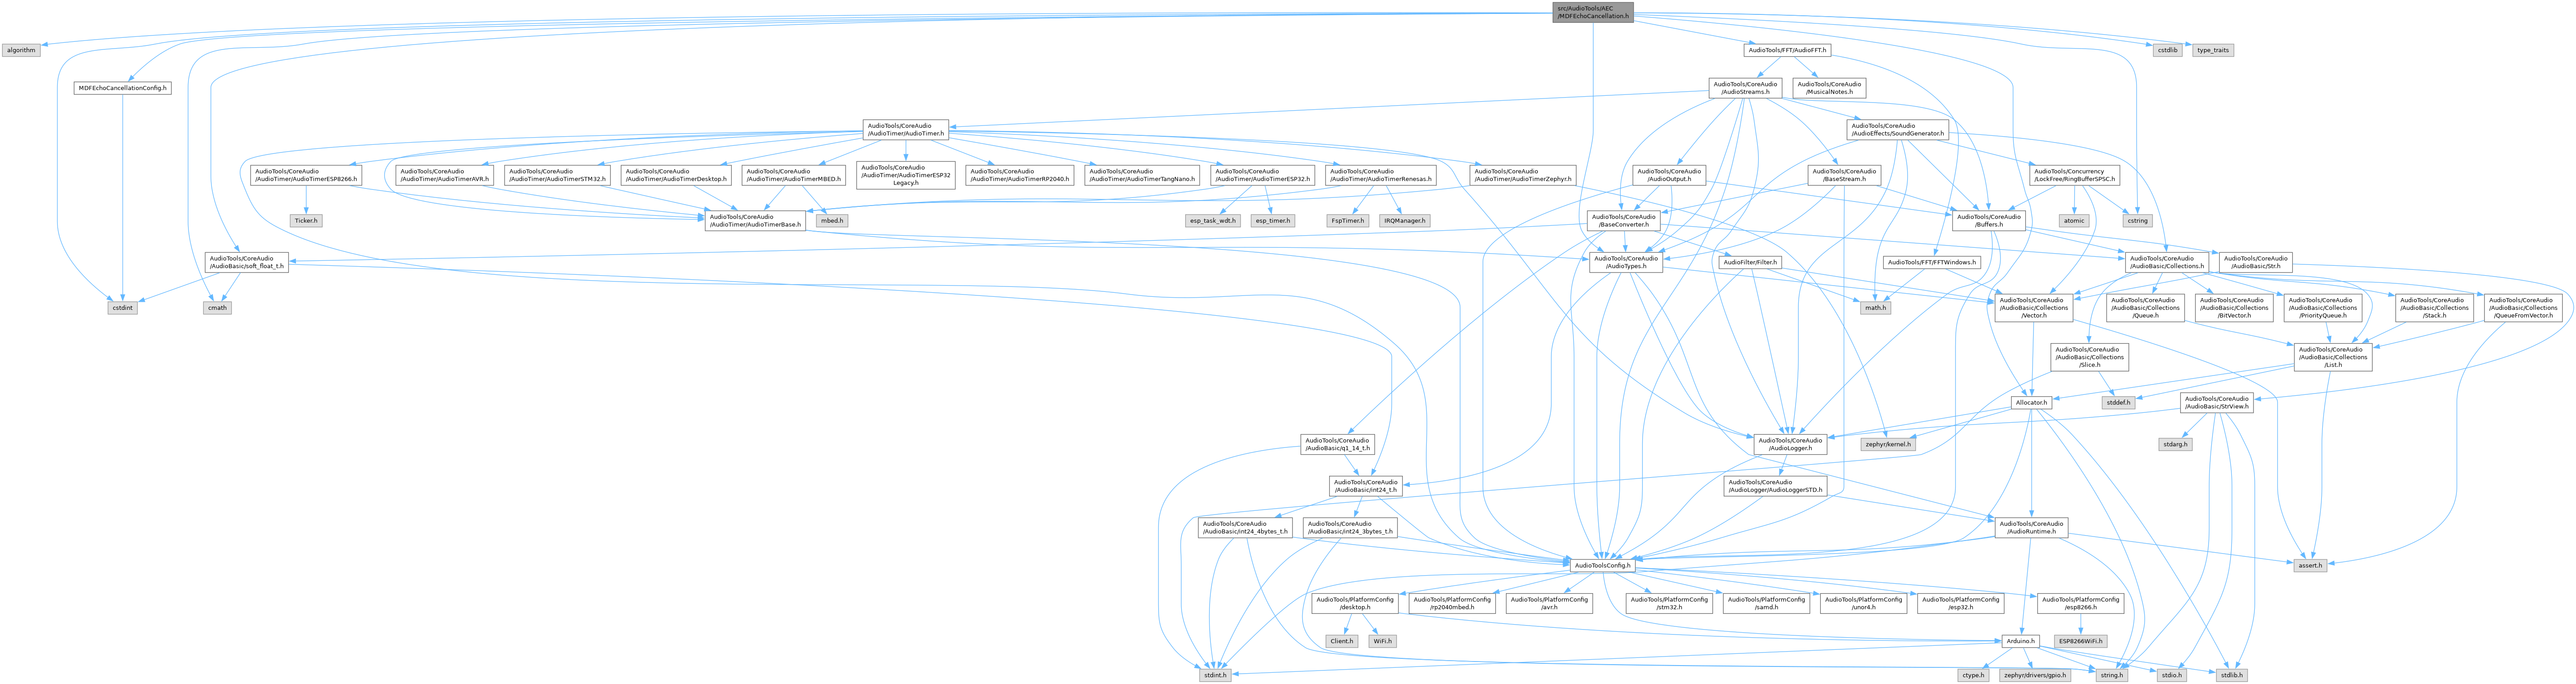 src/AudioTools/AEC
/MDFEchoCancellation.h
algorithm
AudioTools/FFT/AudioFFT.h
cstdlib
type_traits
MDFEchoCancellationConfig.h
AudioTools/CoreAudio
/AudioStreams.h
AudioTools/CoreAudio
/MusicalNotes.h
AudioTools/CoreAudio
/AudioTimer/AudioTimer.h
AudioTools/CoreAudio
/AudioEffects/SoundGenerator.h
AudioTools/CoreAudio
/AudioTimer/AudioTimerESP8266.h
AudioTools/CoreAudio
/AudioTimer/AudioTimerAVR.h
AudioTools/CoreAudio
/AudioTimer/AudioTimerSTM32.h
AudioTools/CoreAudio
/AudioTimer/AudioTimerDesktop.h
AudioTools/CoreAudio
/AudioTimer/AudioTimerMBED.h
AudioTools/CoreAudio
/AudioTimer/AudioTimerESP32
Legacy.h
AudioTools/CoreAudio
/AudioTimer/AudioTimerRP2040.h
AudioTools/CoreAudio
/AudioTimer/AudioTimerTangNano.h
AudioTools/CoreAudio
/AudioTimer/AudioTimerESP32.h
AudioTools/CoreAudio
/AudioTimer/AudioTimerRenesas.h
AudioTools/CoreAudio
/AudioTimer/AudioTimerZephyr.h
AudioTools/CoreAudio
/AudioOutput.h
AudioTools/CoreAudio
/BaseStream.h
AudioTools/Concurrency
/LockFree/RingBufferSPSC.h
Ticker.h
AudioTools/CoreAudio
/AudioTimer/AudioTimerBase.h
mbed.h
esp_task_wdt.h
esp_timer.h
FspTimer.h
IRQManager.h
AudioTools/CoreAudio
/BaseConverter.h
AudioTools/CoreAudio
/Buffers.h
atomic
cstring
AudioTools/CoreAudio
/AudioBasic/soft_float_t.h
AudioTools/CoreAudio
/AudioTypes.h
AudioFilter/Filter.h
AudioTools/FFT/FFTWindows.h
AudioTools/CoreAudio
/AudioBasic/Collections.h
AudioTools/CoreAudio
/AudioBasic/Str.h
cstdint
cmath
math.h
AudioTools/CoreAudio
/AudioBasic/Collections
/Vector.h
AudioTools/CoreAudio
/AudioBasic/Collections
/Queue.h
AudioTools/CoreAudio
/AudioBasic/Collections
/BitVector.h
AudioTools/CoreAudio
/AudioBasic/Collections
/PriorityQueue.h
AudioTools/CoreAudio
/AudioBasic/Collections
/Stack.h
AudioTools/CoreAudio
/AudioBasic/Collections
/QueueFromVector.h
AudioTools/CoreAudio
/AudioBasic/Collections
/Slice.h
AudioTools/CoreAudio
/AudioBasic/Collections
/List.h
Allocator.h
stddef.h
AudioTools/CoreAudio
/AudioBasic/StrView.h
AudioTools/CoreAudio
/AudioBasic/q1_14_t.h
AudioTools/CoreAudio
/AudioLogger.h
zephyr/kernel.h
stdarg.h
AudioTools/CoreAudio
/AudioBasic/int24_t.h
AudioTools/CoreAudio
/AudioLogger/AudioLoggerSTD.h
AudioTools/CoreAudio
/AudioBasic/int24_4bytes_t.h
AudioTools/CoreAudio
/AudioBasic/int24_3bytes_t.h
AudioTools/CoreAudio
/AudioRuntime.h
AudioToolsConfig.h
assert.h
AudioTools/PlatformConfig
/desktop.h
AudioTools/PlatformConfig
/rp2040mbed.h
AudioTools/PlatformConfig
/avr.h
AudioTools/PlatformConfig
/stm32.h
AudioTools/PlatformConfig
/samd.h
AudioTools/PlatformConfig
/unor4.h
AudioTools/PlatformConfig
/esp32.h
AudioTools/PlatformConfig
/esp8266.h
Client.h
WiFi.h
Arduino.h
ESP8266WiFi.h
stdint.h
ctype.h
zephyr/drivers/gpio.h
string.h
stdio.h
stdlib.h